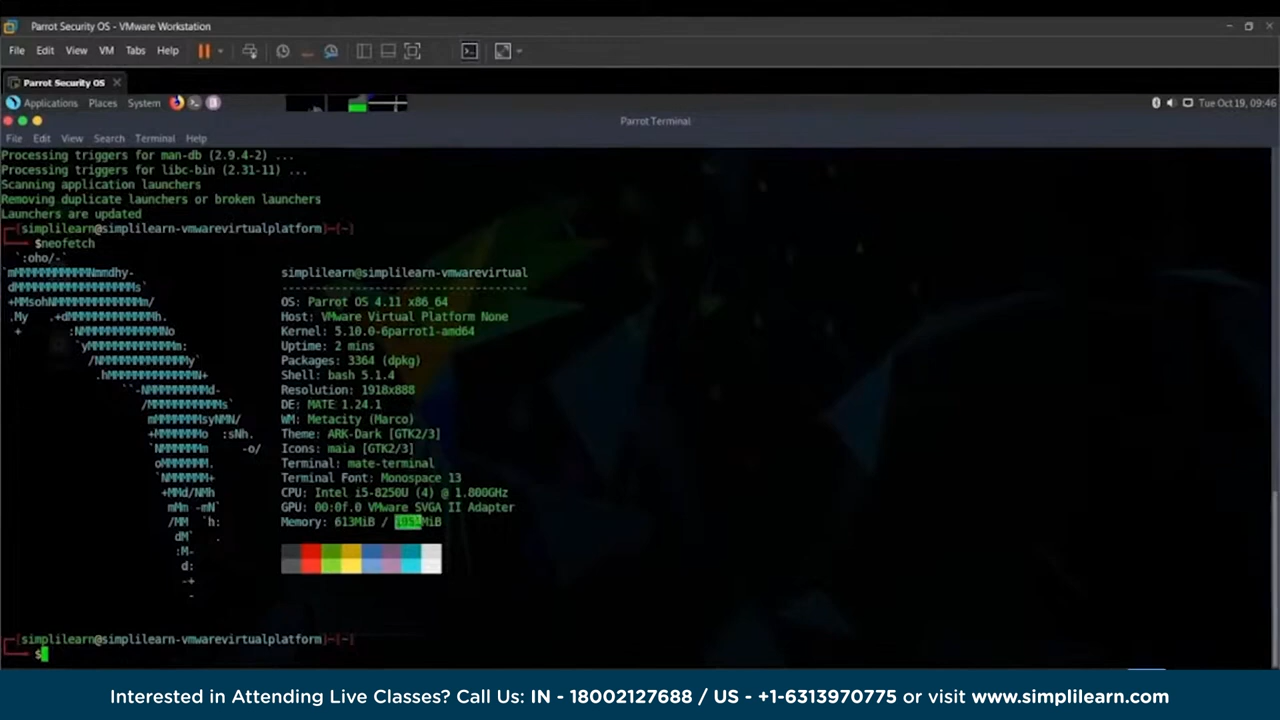 Parrot Security OS - VMware Workstation
File Edit View VM Tabs Help
Parrot Security OS
Applications Places System Tue Oct 19, 09:46
Parrot Terminal
File Edit View Search Terminal Help
Processing triggers for man-db (2.9.4-2) ...
Processing triggers for libc-bin (2.31-11) ...
Scanning application launchers
Removing duplicate launchers or broken launchers
Launchers are updated
[simplilearn@simplilearn-vmwarevirtualplatform]-[~]
$neofetch
simplilearn@simplilearn-vmwarevirtual
-------------------------------------
OS: Parrot OS 4.11 x86_64
Host: VMware Virtual Platform None
Kernel: 5.10.0-6parrot1-amd64
Uptime: 2 mins
Packages: 3364 (dpkg)
Shell: bash 5.1.4
Resolution: 1918x888
DE: MATE 1.24.1
WM: Metacity (Marco)
Theme: ARK-Dark [GTK2/3]
Icons: maia [GTK2/3]
Terminal: mate-terminal
Terminal Font: Monospace 13
CPU: Intel i5-8250U (4) @ 1.800GHz
GPU: 00:0f.0 VMware SVGA II Adapter
Memory: 613MiB /
[simplilearn@simplilearn-vmwarevirtualplatform]-[~]
$
Interested in Attending Live Classes? Call Us: IN - 18002127688 / US - +1-6313970775 or visit www.simplilearn.com